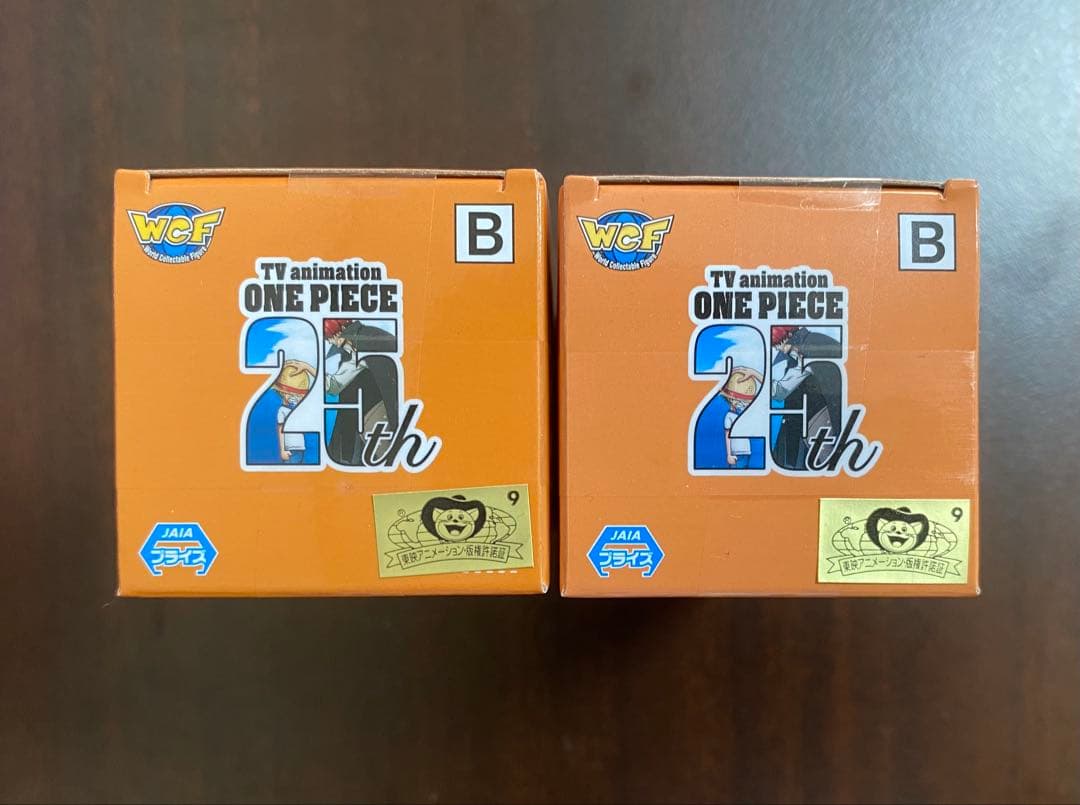 WCF
World Collectable Figure
B
TV animation
ONE PIECE
25th
JAIA
プライズ
9
東映アニメーション・版権許諾証
WCF
World Collectable Figure
B
TV animation
ONE PIECE
25th
JAIA
プライズ
9
東映アニメーション・版権許諾証